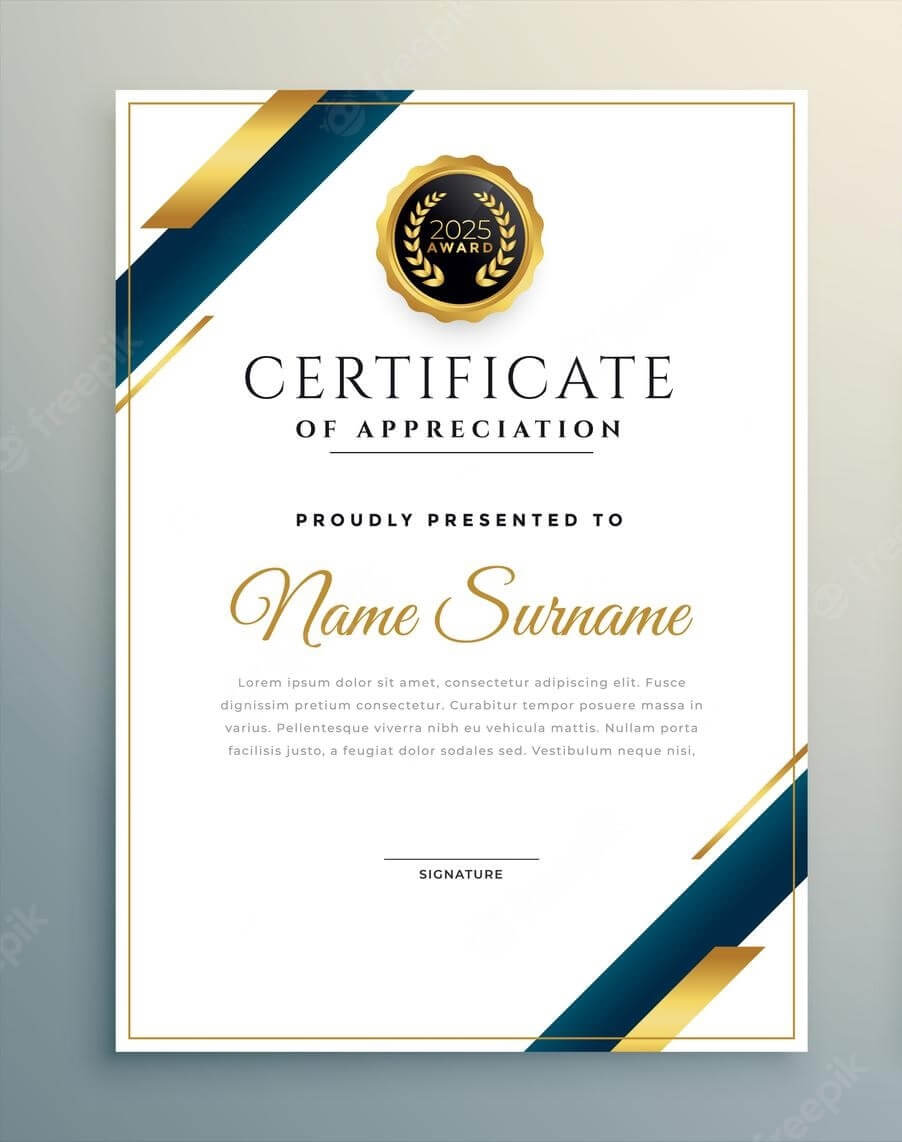 2025
AWARD
CERTIFICATE
OF APPRECIATION
PROUDLY PRESENTED TO
Name Surname
Lorem ipsum dolor sit amet, consectetur adipiscing elit. Fusce
dignissim pretium consectetur. Curabitur tempor posuere massa in
varius. Pellentesque viverra nibh eu vehicula mattis. Nullam porta
facilisis justo, a feugiat dolor sodales sed. Vestibulum neque nisi,
SIGNATURE
freepik
freepik
freepik